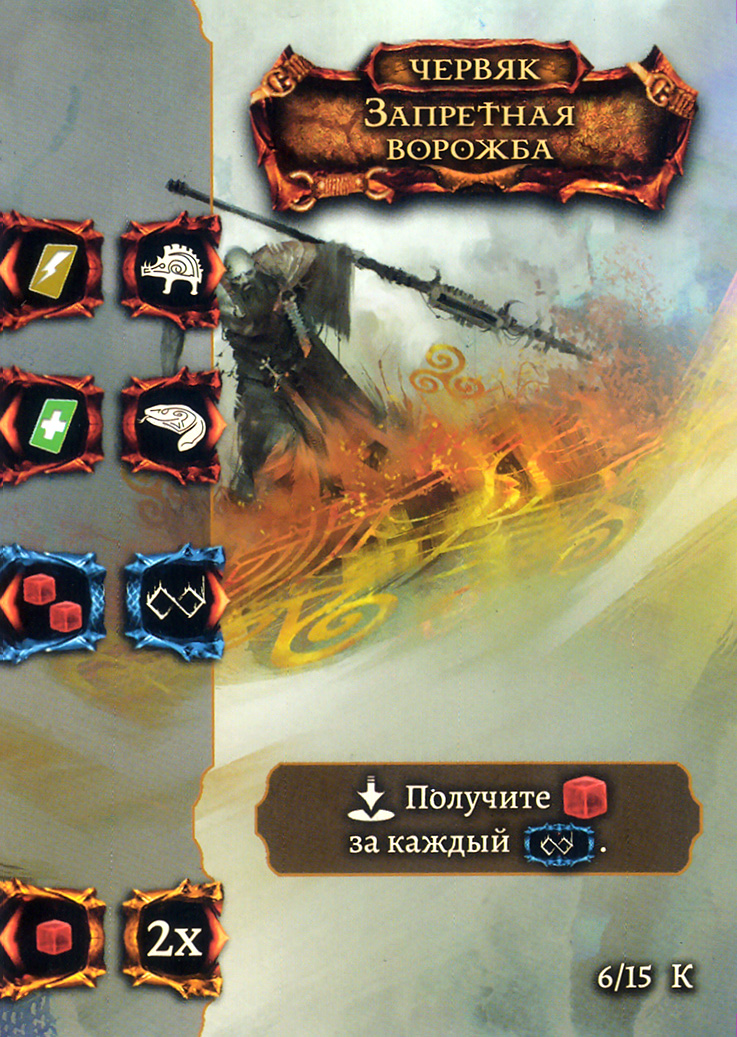 ЧЕРВЯК
ЗАПРЕТНАЯ
ВОРОЖБА
Получите
за каждый .
2x
6/15 К